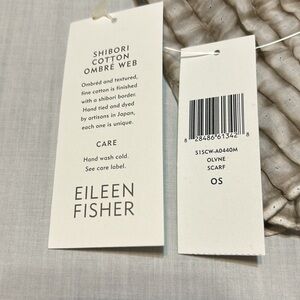 SHIBORI
COTTON
OMBRÉ WEB
Ombréd and textured,
fine cotton is finished
with a shibori border.
Hand tied and dyed
by artisans in Japan,
each one is unique.
CARE
Hand wash cold.
See care label.
EILEEN
FISHER
8 28486 61342 8
S15CW-A0440M
OLVNE
SCARF
OS